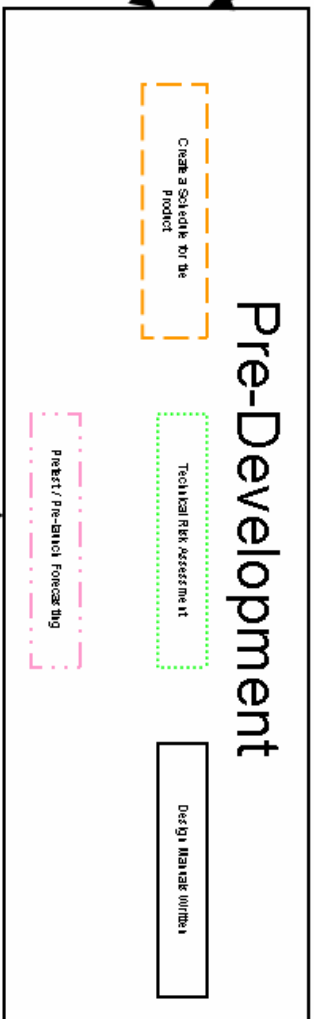 Pre-Development
Create a Schedule for the
Product
Technical Risk Assessment
Design Manuals Written
Pretest / Pre-launch Forecasting